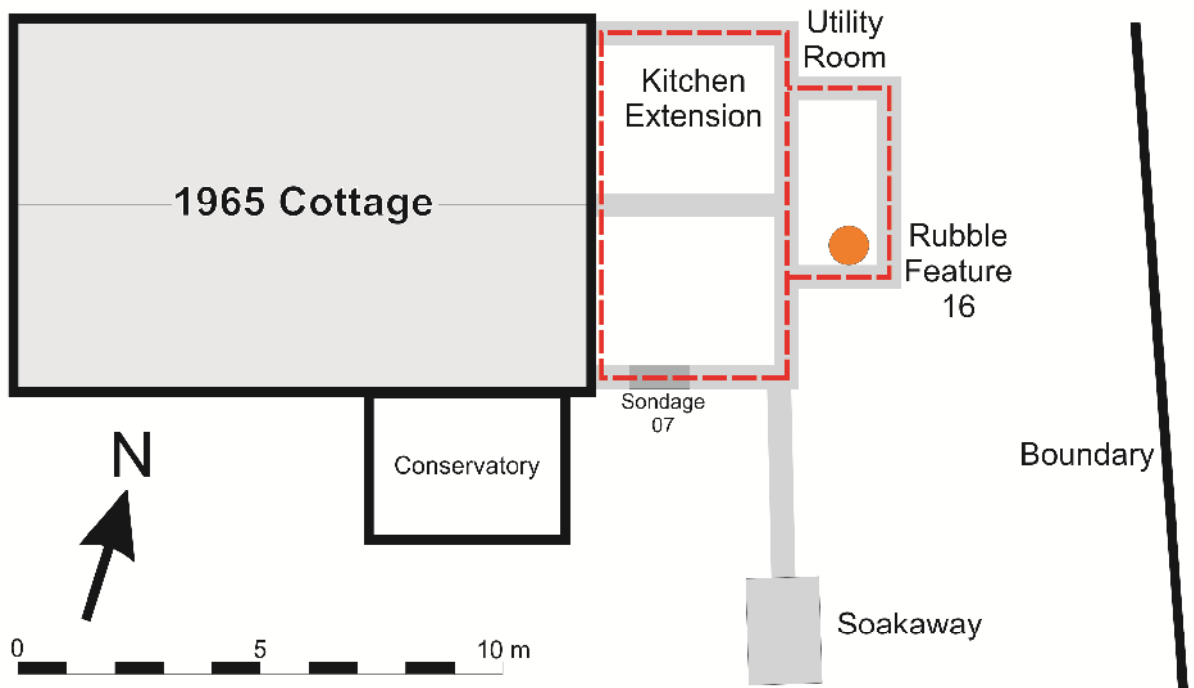 Utility
Room
Kitchen
Extension
1965 Cottage
Rubble
Feature
16
Sondage
07
Conservatory
Boundary
N
Soakaway
0 5 10 m